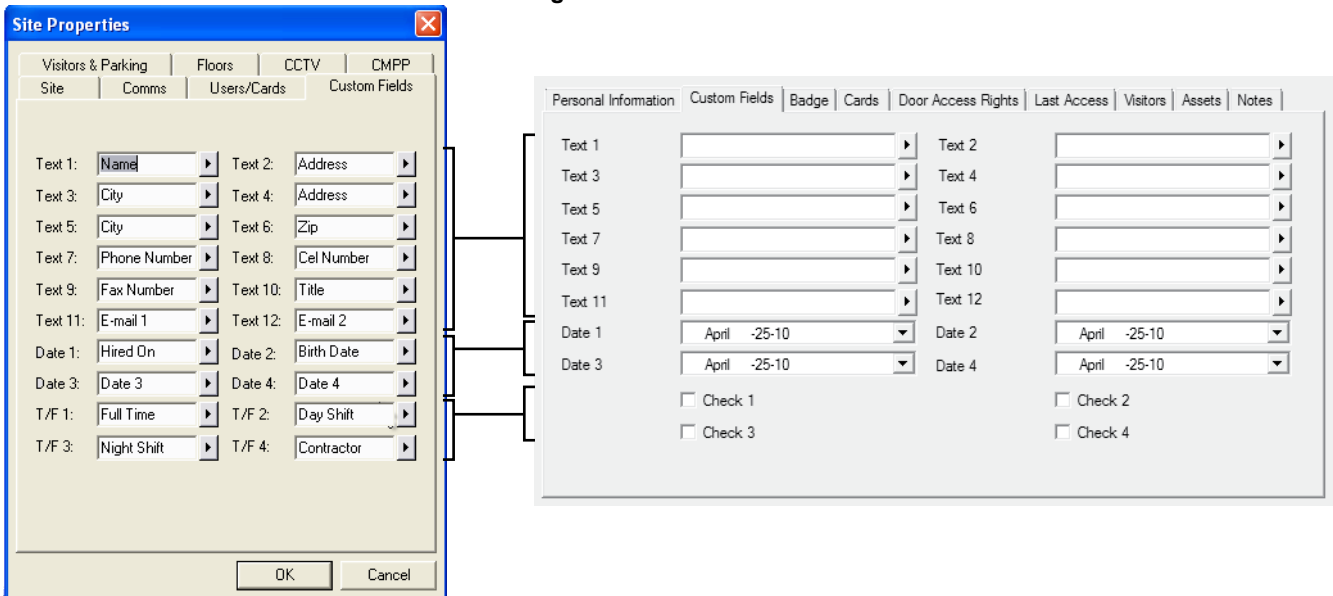 g
Site Properties
Visitors & Parking Floors CCTV CMPP
Site Comms Users/Cards Custom Fields
Text 1: Name Text 2: Address
Text 3: City Text 4: Address
Text 5: City Text 6: Zip
Text 7: Phone Number Text 8: Cel Number
Text 9: Fax Number Text 10: Title
Text 11: E-mail 1 Text 12: E-mail 2
Date 1: Hired On Date 2: Birth Date
Date 3: Date 3 Date 4: Date 4
T/F 1: Full Time T/F 2: Day Shift
T/F 3: Night Shift T/F 4: Contractor
OK Cancel
Personal Information Custom Fields Badge Cards Door Access Rights Last Access Visitors Assets Notes
Text 1 Text 2
Text 3 Text 4
Text 5 Text 6
Text 7 Text 8
Text 9 Text 10
Text 11 Text 12
Date 1 April -25-10 Date 2 April -25-10
Date 3 April -25-10 Date 4 April -25-10
Check 1 Check 2
Check 3 Check 4